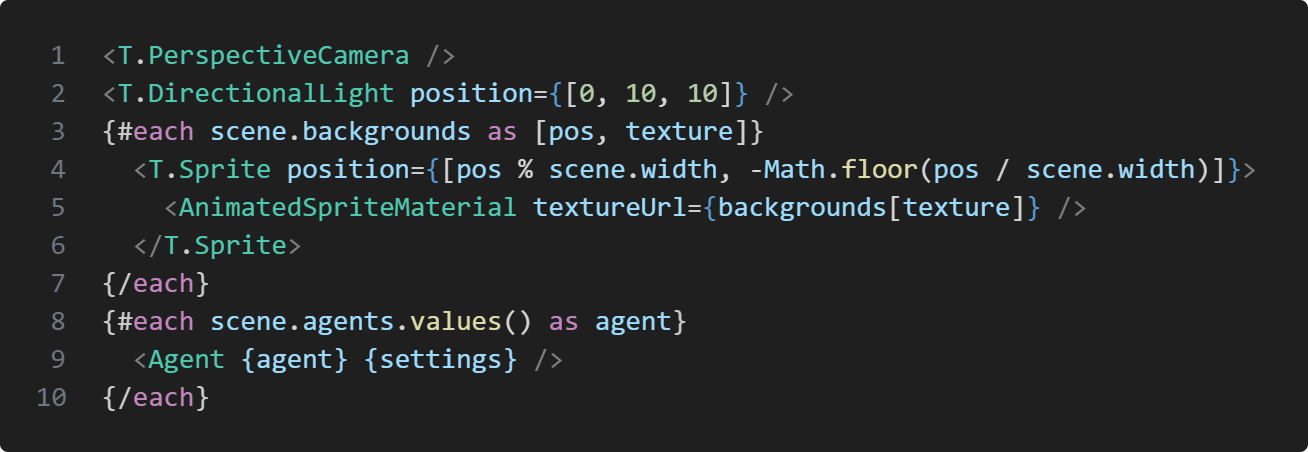 1 <T.PerspectiveCamera />
2 <T.DirectionalLight position={[0, 10, 10]} />
3 {#each scene.backgrounds as [pos, texture]}
4   <T.Sprite position={[pos % scene.width, -Math.floor(pos / scene.width)]}>
5     <AnimatedSpriteMaterial textureUrl={backgrounds[texture]} />
6   </T.Sprite>
7 {/each}
8 {#each scene.agents.values() as agent}
9   <Agent {agent} {settings} />
10 {/each}